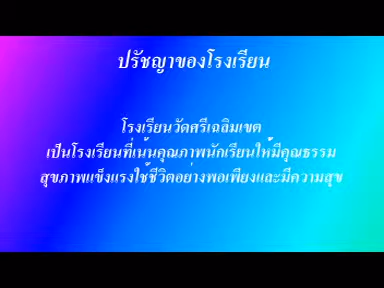 ปรัชญาของโรงเรียน
โรงเรียนวัดศรีเฉลิมเขต
เป็นโรงเรียนที่เน้นคุณภาพนักเรียนให้มีคุณธรรม
สุขภาพแข็งแรงใช้ชีวิตอย่างพอเพียงและมีความสุข